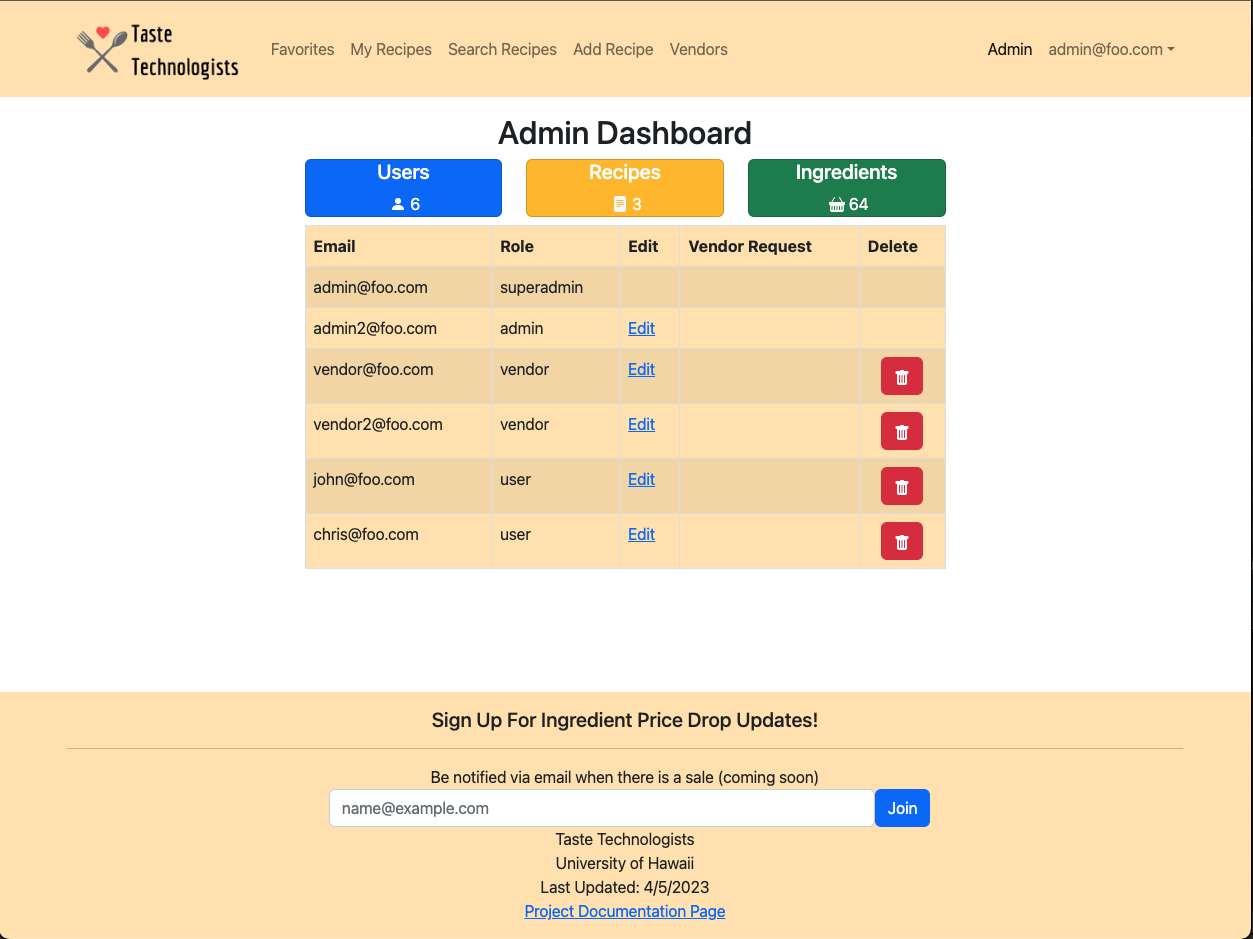 Taste
Technologists
Favorites My Recipes Search Recipes Add Recipe Vendors Admin admin@foo.com
Admin Dashboard
Users
6
Recipes
3
Ingredients
64
Email Role Edit Vendor Request Delete
admin@foo.com superadmin
admin2@foo.com admin Edit
vendor@foo.com vendor Edit
vendor2@foo.com vendor Edit
john@foo.com user Edit
chris@foo.com user Edit
Sign Up For Ingredient Price Drop Updates!
Be notified via email when there is a sale (coming soon)
name@example.com Join
Taste Technologists
University of Hawaii
Last Updated: 4/5/2023
Project Documentation Page